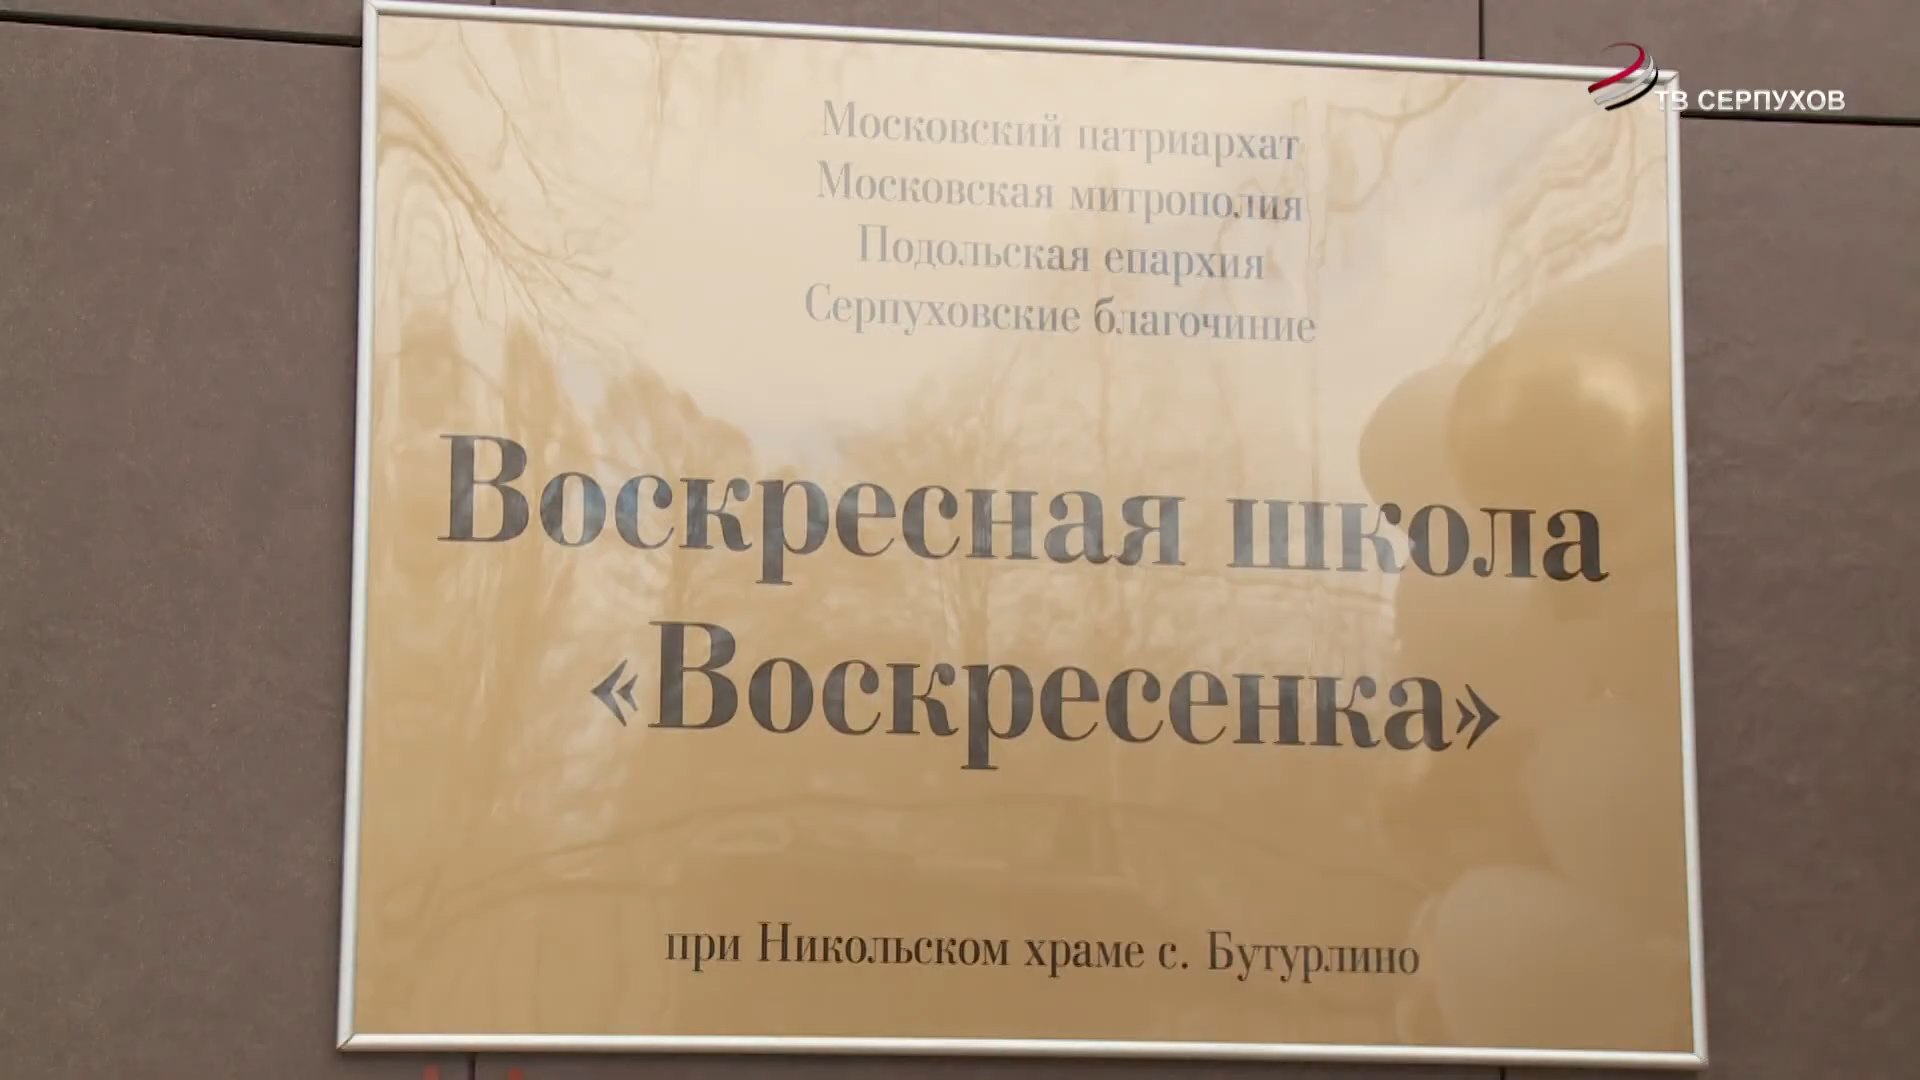 ТВ СЕРПУХОВ
Московский патриархат
Московская митрополия
Подольская епархия
Серпуховские благочиние
Воскресная школа
«Воскресенка»
при Никольском храме с. Бутурлино